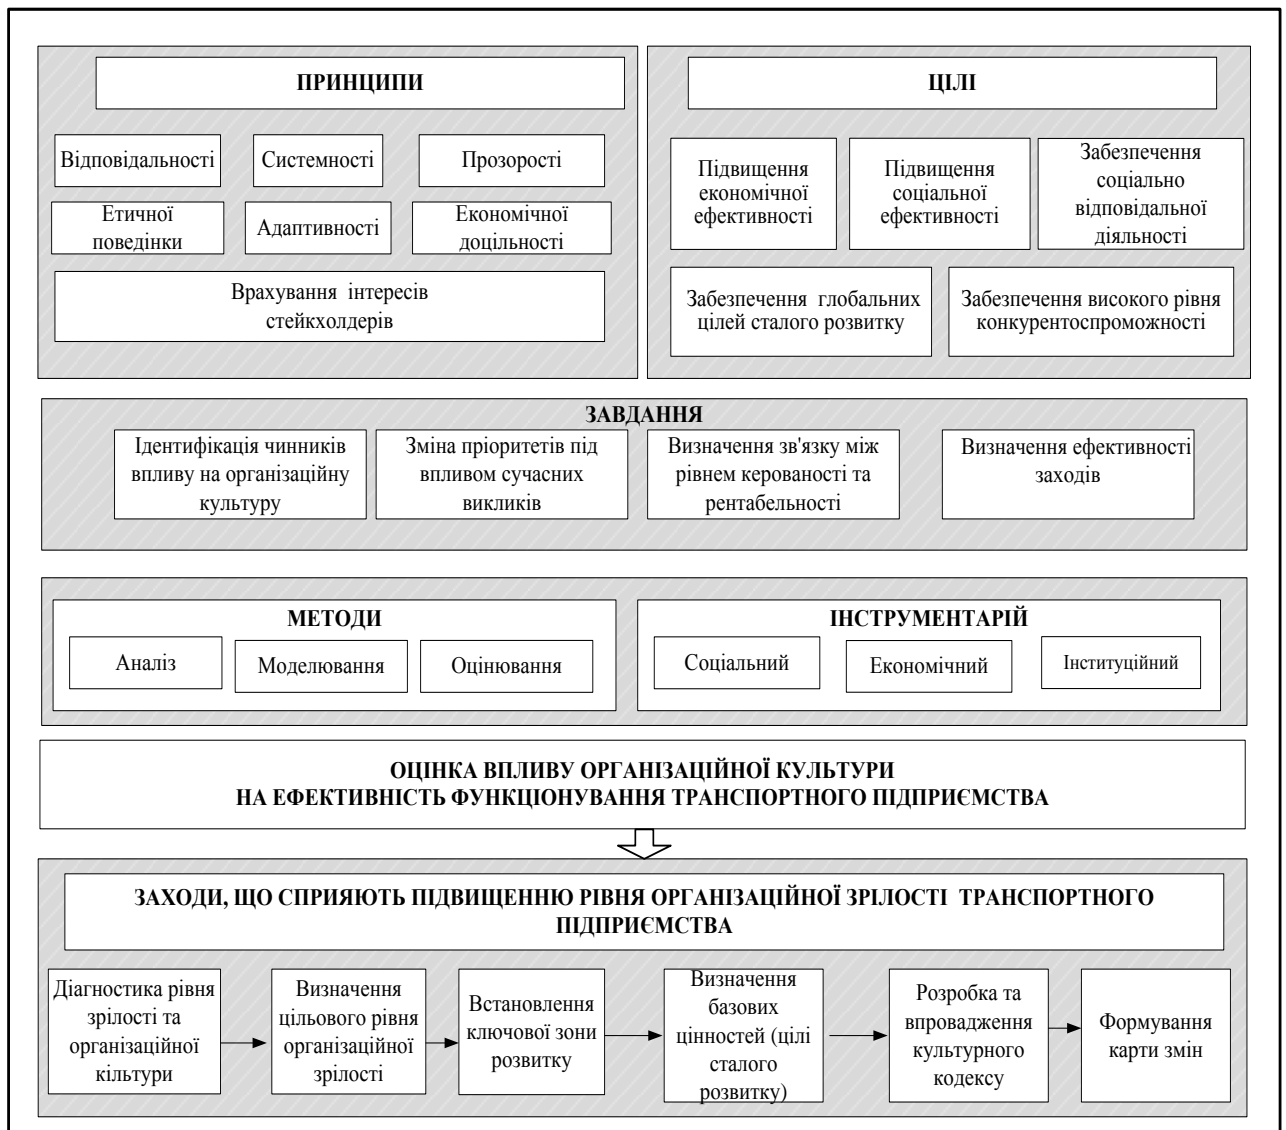 ПРИНЦИПИ
Відповідальності
Системності
Прозорості
Етичної
поведінки
Адаптивності
Економічної
доцільності
Врахування інтересів
стейкхолдерів
ЦІЛІ
Підвищення
економічної
ефективності
Підвищення
соціальної
ефективності
Забезпечення
соціально
відповідальної
діяльності
Забезпечення глобальних
цілей сталого розвитку
Забезпечення високого рівня
конкурентоспроможності
ЗАВДАННЯ
Ідентифікація чинників
впливу на організаційну
культуру
Зміна пріоритетів під
впливом сучасних
викликів
Визначення зв'язку між
рівнем керованості та
рентабельності
Визначення ефективності
заходів
МЕТОДИ
Аналіз
Моделювання
Оцінювання
ІНСТРУМЕНТАРІЙ
Соціальний
Економічний
Інституційний
ОЦІНКА ВПЛИВУ ОРГАНІЗАЦІЙНОЇ КУЛЬТУРИ
НА ЕФЕКТИВНІСТЬ ФУНКЦІОНУВАННЯ ТРАНСПОРТНОГО ПІДПРИЄМСТВА
ЗАХОДИ, ЩО СПРИЯЮТЬ ПІДВИЩЕННЮ РІВНЯ ОРГАНІЗАЦІЙНОЇ ЗРІЛОСТІ ТРАНСПОРТНОГО
ПІДПРИЄМСТВА
Діагностика рівня
зрілості та
організаційної
кільтури
Визначення
цільового рівня
організаційної
зрілості
Встановлення
ключової зони
розвитку
Визначення
базових
цінностей (цілі
сталого
розвитку)
Розробка та
впровадження
культурного
кодексу
Формування
карти змін